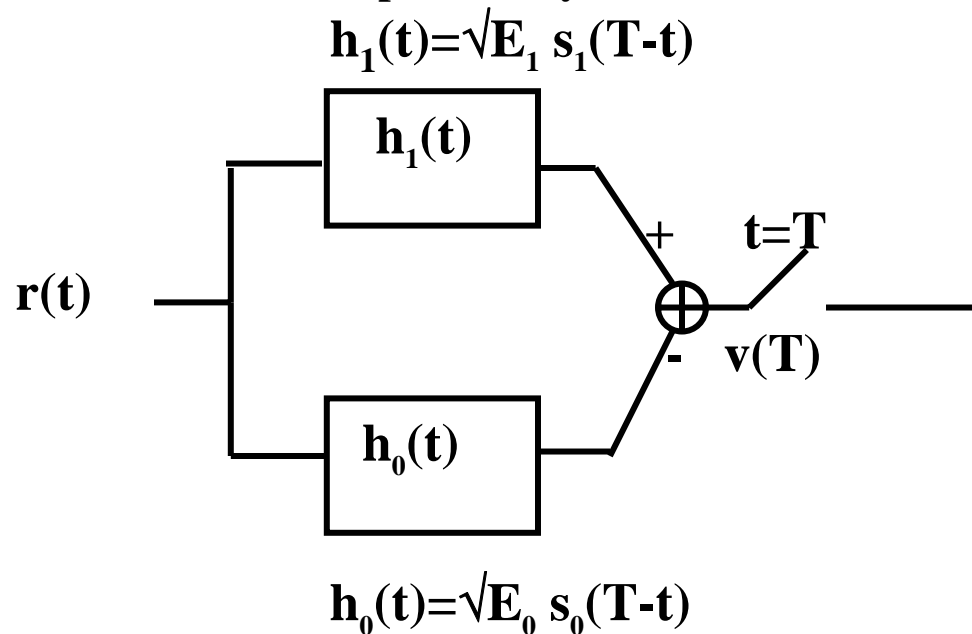 h₁(t)=√E₁ s₁(T-t)
h₁(t)
+
t=T
r(t)
-
v(T)
h₀(t)
h₀(t)=√E₀ s₀(T-t)